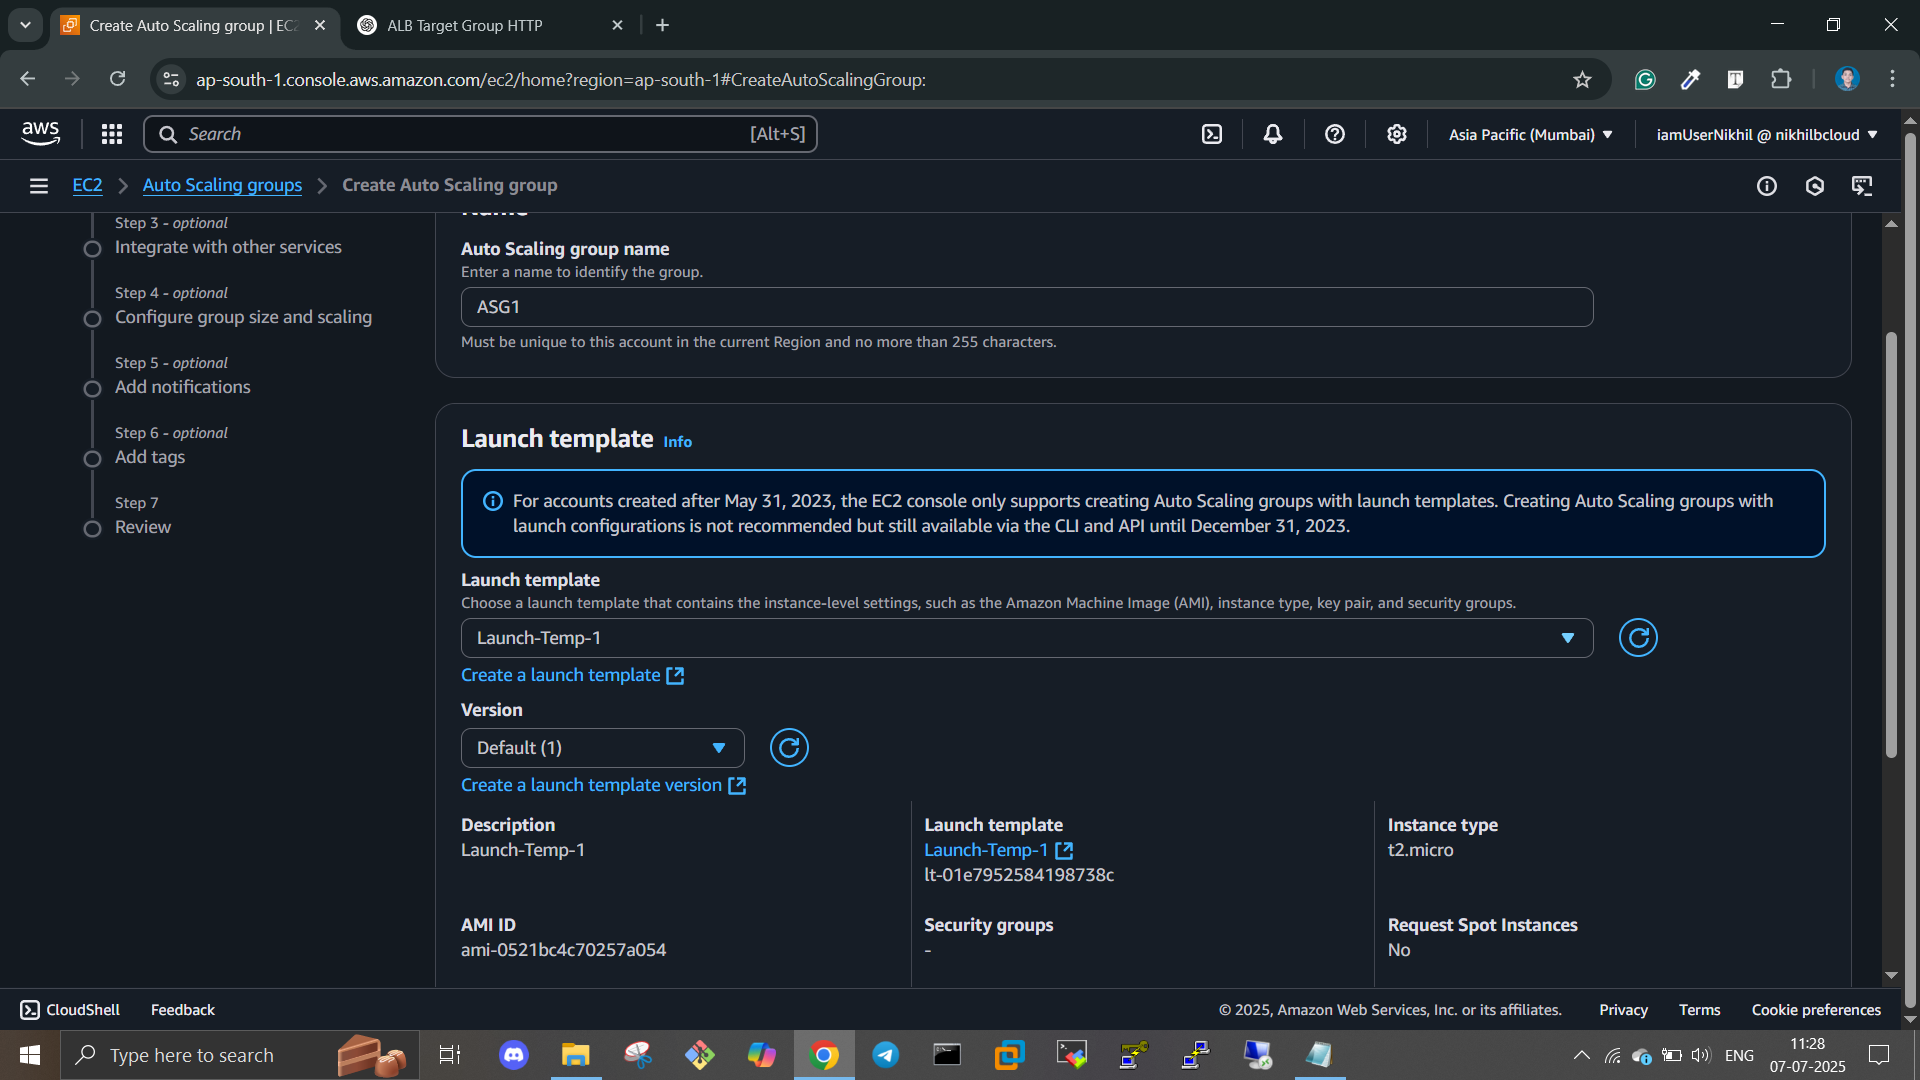 Create Auto Scaling group | EC2
ALB Target Group HTTP
ap-south-1.console.aws.amazon.com/ec2/home?region=ap-south-1#CreateAutoScalingGroup:
aws
Search
[Alt+S]
Asia Pacific (Mumbai)
iamUserNikhil @ nikhilbcloud
EC2
Auto Scaling groups
Create Auto Scaling group
Step 3 - optional
Integrate with other services
Step 4 - optional
Configure group size and scaling
Step 5 - optional
Add notifications
Step 6 - optional
Add tags
Step 7
Review
Name
Auto Scaling group name
Enter a name to identify the group.
ASG1
Must be unique to this account in the current Region and no more than 255 characters.
Launch template Info
For accounts created after May 31, 2023, the EC2 console only supports creating Auto Scaling groups with launch templates. Creating Auto Scaling groups with
launch configurations is not recommended but still available via the CLI and API until December 31, 2023.
Launch template
Choose a launch template that contains the instance-level settings, such as the Amazon Machine Image (AMI), instance type, key pair, and security groups.
Launch-Temp-1
Create a launch template
Version
Default (1)
Create a launch template version
Description
Launch-Temp-1
Launch template
Launch-Temp-1
lt-01e7952584198738c
Instance type
t2.micro
AMI ID
ami-0521bc4c70257a054
Security groups
-
Request Spot Instances
No
CloudShell
Feedback
© 2025, Amazon Web Services, Inc. or its affiliates.
Privacy
Terms
Cookie preferences
Type here to search
ENG
11:28
07-07-2025